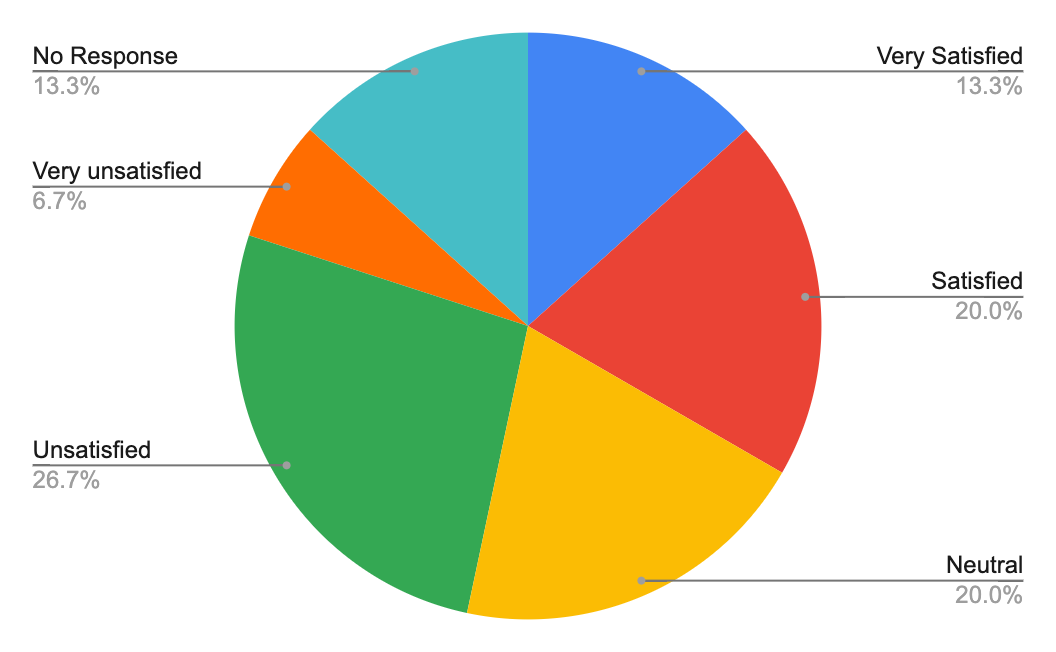 No Response
13.3%
Very Satisfied
13.3%
Very unsatisfied
6.7%
Satisfied
20.0%
Unsatisfied
26.7%
Neutral
20.0%